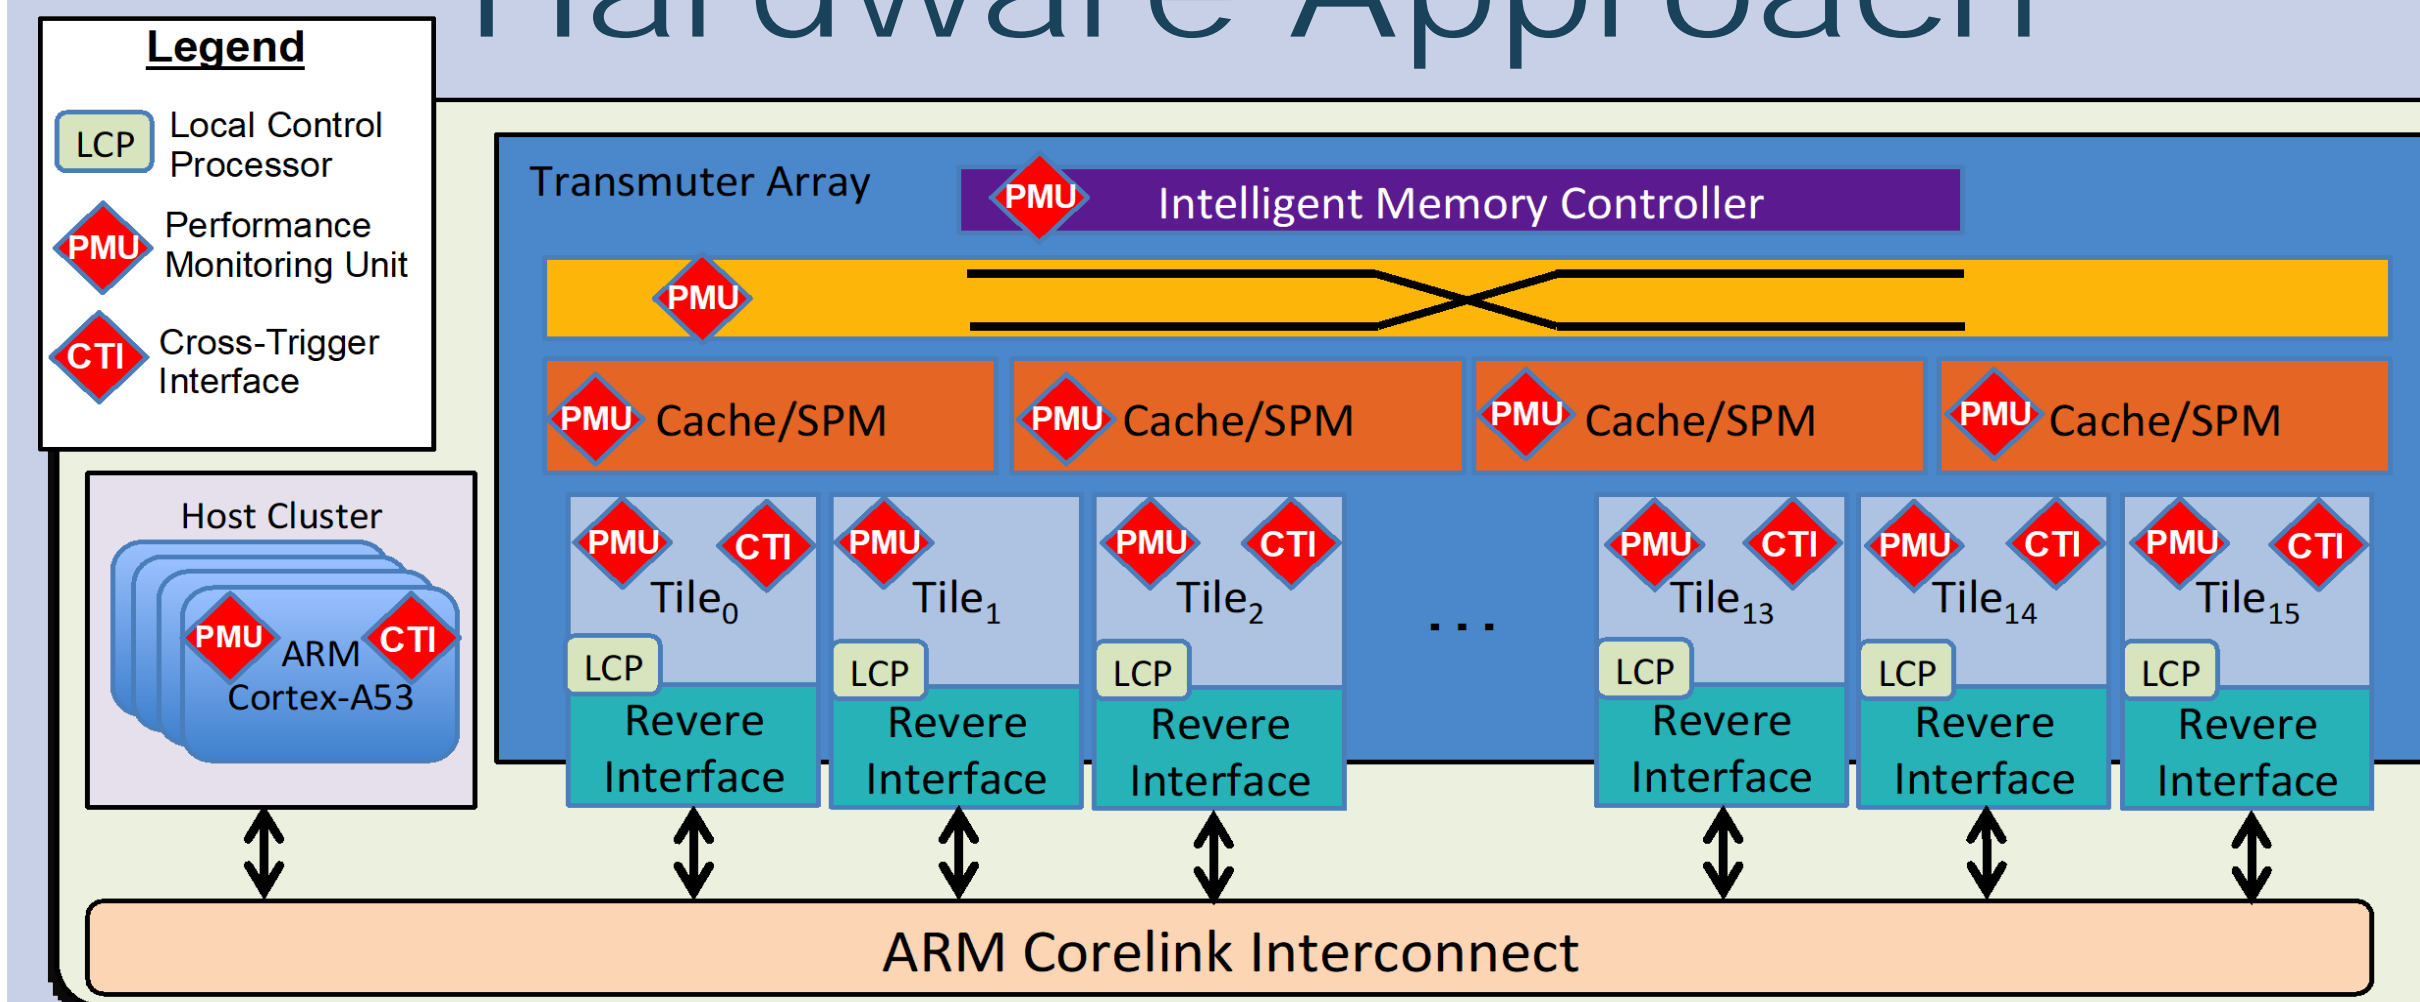 Hardware Approach
Legend
LCP
Local Control
Processor
PMU
Performance
Monitoring Unit
CTI
Cross-Trigger
Interface
Transmuter Array
PMU
Intelligent Memory Controller
PMU
PMU Cache/SPM
PMU Cache/SPM
PMU Cache/SPM
PMU Cache/SPM
Host Cluster
PMU
CTI
ARM
Cortex-A53
PMU CTI
Tile0
LCP
Revere
Interface
PMU
Tile1
LCP
Revere
Interface
PMU CTI
Tile2
LCP
Revere
Interface
...
PMU CTI
Tile13
LCP
Revere
Interface
PMU CTI
Tile14
LCP
Revere
Interface
PMU CTI
Tile15
LCP
Revere
Interface
ARM Corelink Interconnect